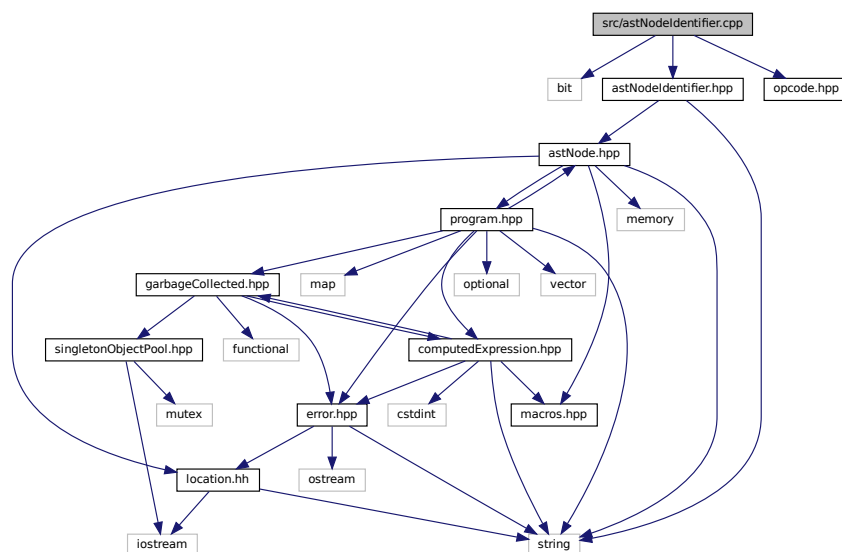 src/astNodeIdentifier.cpp
bit
astNodeIdentifier.hpp
opcode.hpp
astNode.hpp
program.hpp
memory
garbageCollected.hpp
map
optional
vector
singletonObjectPool.hpp
functional
computedExpression.hpp
mutex
error.hpp
cstdint
macros.hpp
location.hh
ostream
iostream
string